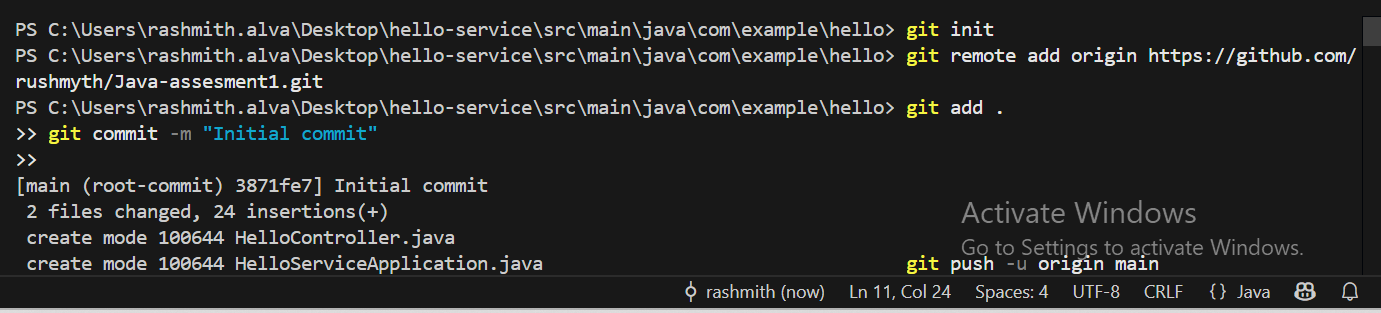 PS C:\Users\rashmith.alva\Desktop\hello-service\src\main\java\com\example\hello> git init
PS C:\Users\rashmith.alva\Desktop\hello-service\src\main\java\com\example\hello> git remote add origin https://github.com/
rushmyth/Java-assesment1.git
PS C:\Users\rashmith.alva\Desktop\hello-service\src\main\java\com\example\hello> git add .
>> git commit -m "Initial commit"
>>
[main (root-commit) 3871fe7] Initial commit
 2 files changed, 24 insertions(+)
 create mode 100644 HelloController.java
 create mode 100644 HelloServiceApplication.java git push -u origin main
Activate Windows
Go to Settings to activate Windows.
rashmith (now) Ln 11, Col 24 Spaces: 4 UTF-8 CRLF {} Java